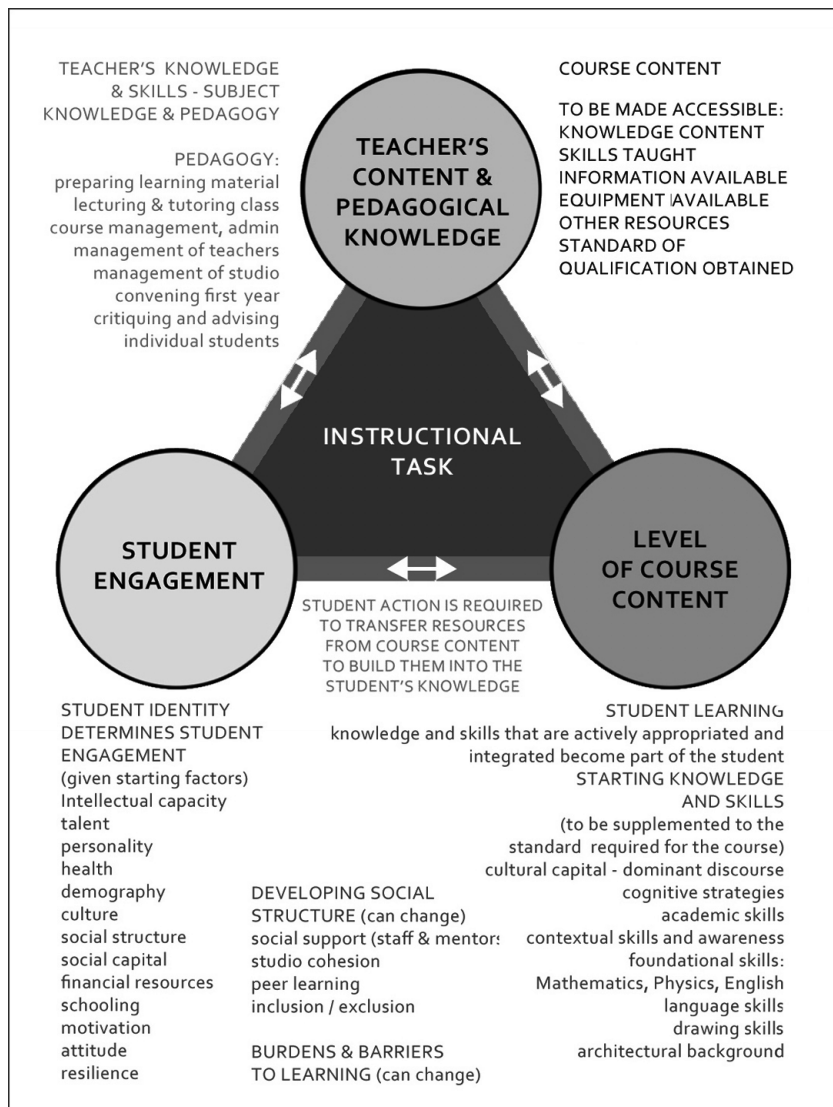 TEACHER'S KNOWLEDGE
& SKILLS - SUBJECT
KNOWLEDGE & PEDAGOGY
PEDAGOGY:
preparing learning material
lecturing & tutoring class
course management, admin
management of teachers
management of studio
convening first year
critiquing and advising
individual students
TEACHER'S
CONTENT &
PEDAGOGICAL
KNOWLEDGE
COURSE CONTENT
TO BE MADE ACCESSIBLE:
KNOWLEDGE CONTENT
SKILLS TAUGHT
INFORMATION AVAILABLE
EQUIPMENT AVAILABLE
OTHER RESOURCES
STANDARD OF
QUALIFICATION OBTAINED
INSTRUCTIONAL
TASK
STUDENT
ENGAGEMENT
LEVEL
OF COURSE
CONTENT
STUDENT ACTION IS REQUIRED
TO TRANSFER RESOURCES
FROM COURSE CONTENT
TO BUILD THEM INTO THE
STUDENT'S KNOWLEDGE
STUDENT IDENTITY
DETERMINES STUDENT
ENGAGEMENT
(given starting factors)
Intellectual capacity
talent
personality
health
demography
culture
social structure
social capital
financial resources
schooling
motivation
attitude
resilience
DEVELOPING SOCIAL
STRUCTURE (can change)
social support (staff & mentors
studio cohesion
peer learning
inclusion / exclusion
BURDENS & BARRIERS
TO LEARNING (can change)
STUDENT LEARNING
knowledge and skills that are actively appropriated and
integrated become part of the student
STARTING KNOWLEDGE
AND SKILLS
(to be supplemented to the
standard required for the course)
cultural capital - dominant discourse
cognitive strategies
academic skills
contextual skills and awareness
foundational skills:
Mathematics, Physics, English
language skills
drawing skills
architectural background